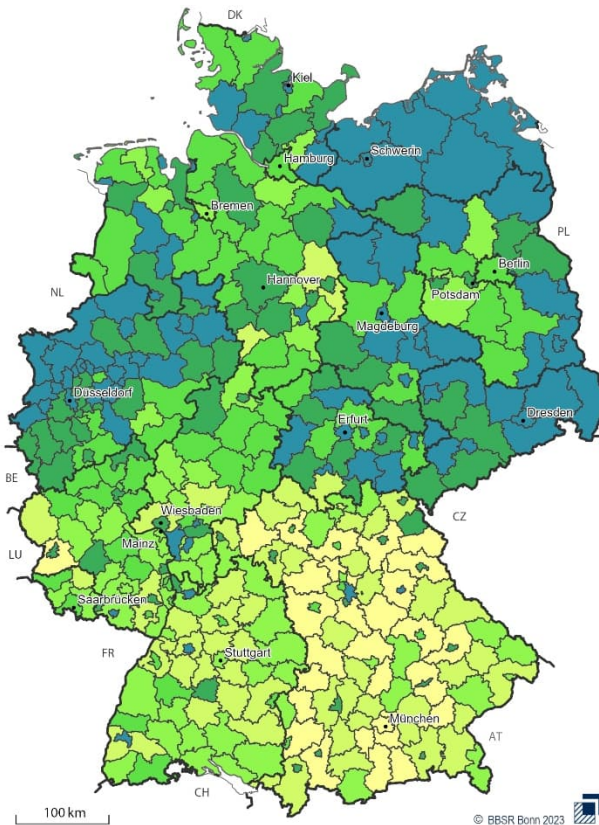 DK
Kiel
Schwerin
Hamburg
Bremen
PL
Berlin
Hannover
Potsdam
NL
Magdeburg
Düsseldorf
Dresden
Erfurt
BE
Wiesbaden
CZ
LU
Mainz
Saarbrücken
FR
Stuttgart
München
AT
CH
100 km
© BBSR Bonn 2023